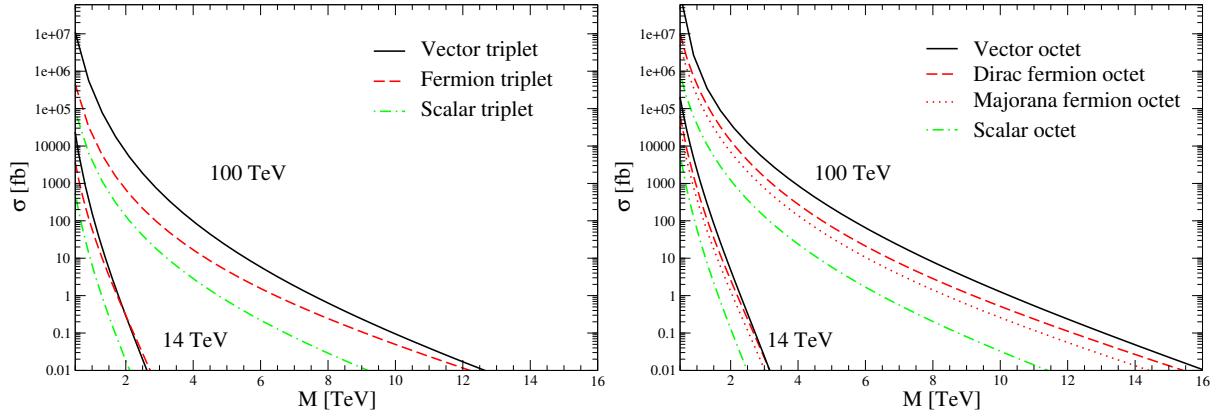 1e+07
1e+06
1e+05
10000
1000
100
10
1
0.1
0.01
σ [fb]
Vector triplet
Fermion triplet
Scalar triplet
100 TeV
14 TeV
2 4 6 8 10 12 14 16
M [TeV]
1e+07
1e+06
1e+05
10000
1000
100
10
1
0.1
0.01
σ [fb]
Vector octet
Dirac fermion octet
Majorana fermion octet
Scalar octet
100 TeV
14 TeV
2 4 6 8 10 12 14 16
M [TeV]